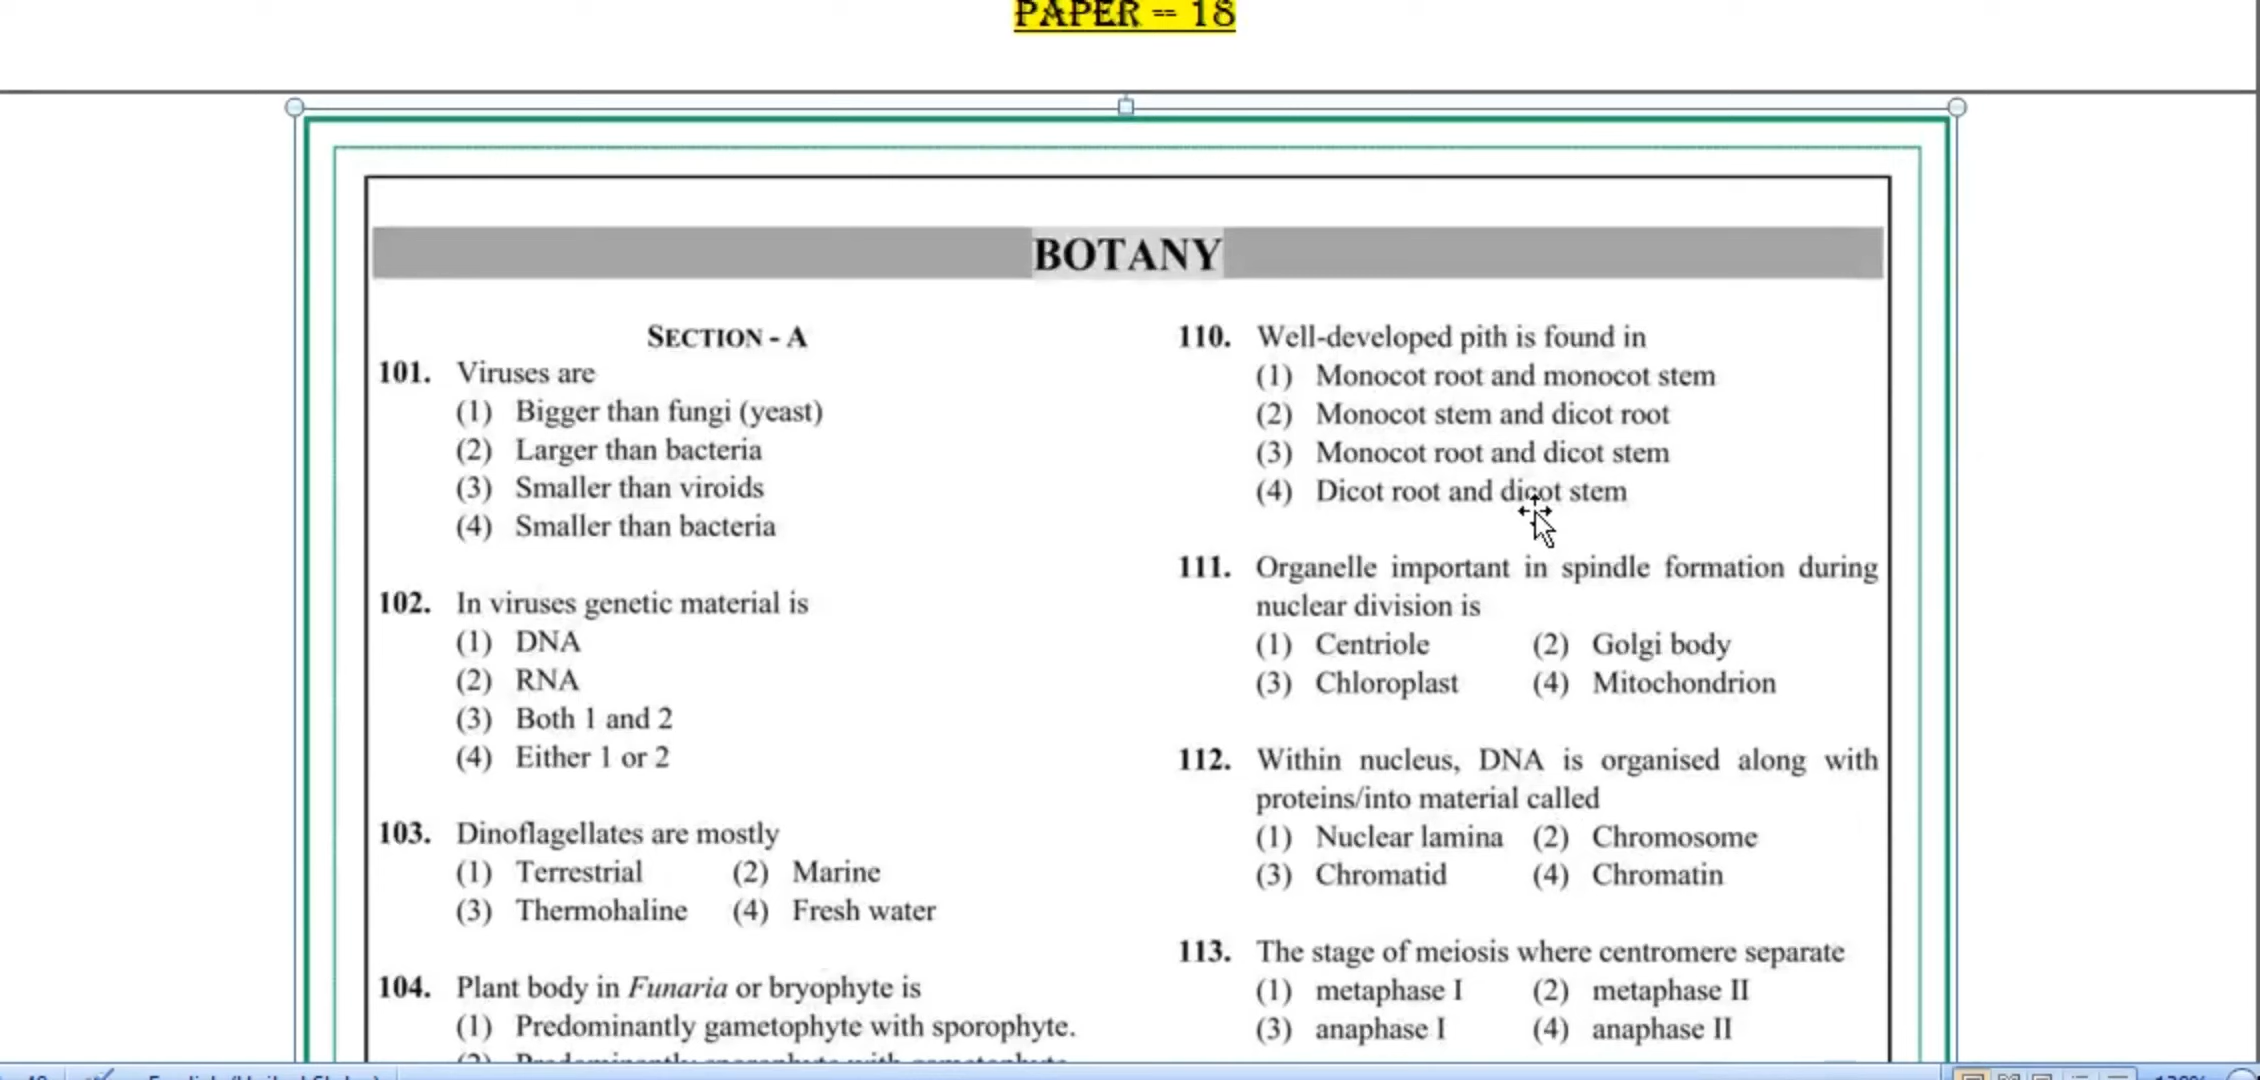 PAPER -- 18
BOTANY
SECTION - A
101. Viruses are
(1) Bigger than fungi (yeast)
(2) Larger than bacteria
(3) Smaller than viroids
(4) Smaller than bacteria
102. In viruses genetic material is
(1) DNA
(2) RNA
(3) Both 1 and 2
(4) Either 1 or 2
103. Dinoflagellates are mostly
(1) Terrestrial (2) Marine
(3) Thermohaline (4) Fresh water
104. Plant body in Funaria or bryophyte is
(1) Predominantly gametophyte with sporophyte.
110. Well-developed pith is found in
(1) Monocot root and monocot stem
(2) Monocot stem and dicot root
(3) Monocot root and dicot stem
(4) Dicot root and dicot stem
111. Organelle important in spindle formation during
nuclear division is
(1) Centriole (2) Golgi body
(3) Chloroplast (4) Mitochondrion
112. Within nucleus, DNA is organised along with
proteins/into material called
(1) Nuclear lamina (2) Chromosome
(3) Chromatid (4) Chromatin
113. The stage of meiosis where centromere separate
(1) metaphase I (2) metaphase II
(3) anaphase I (4) anaphase II